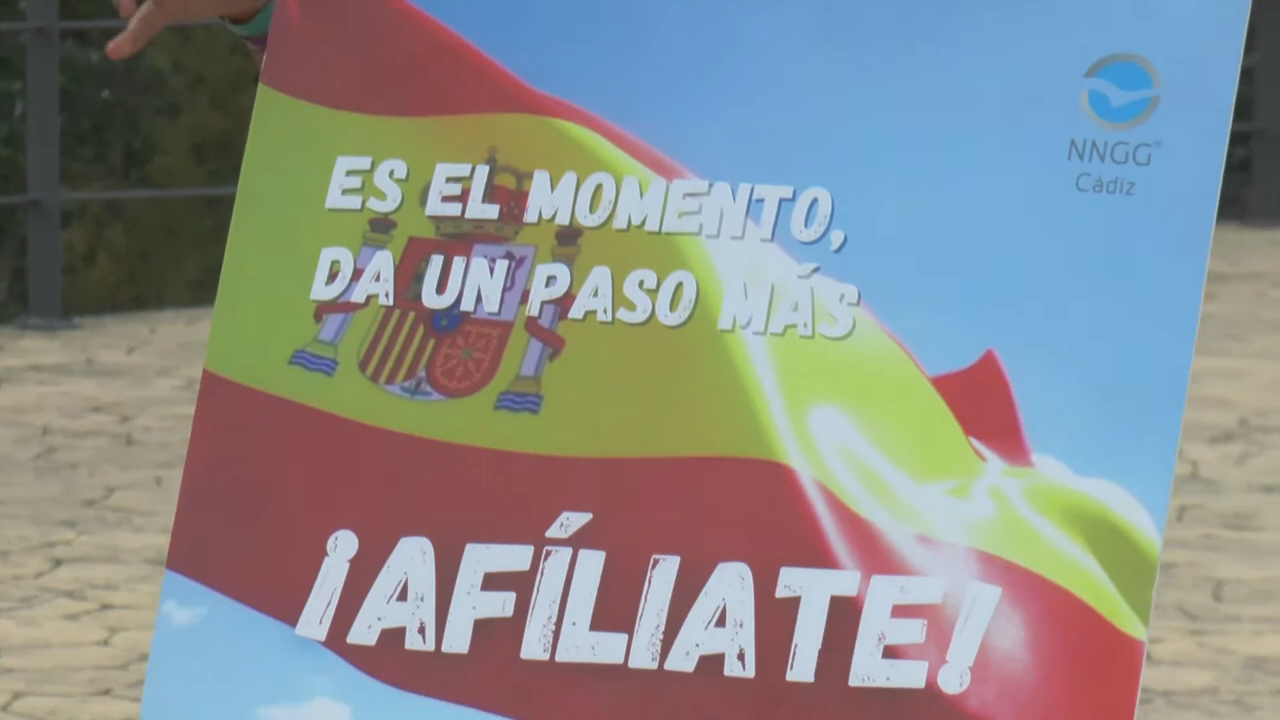 NNGG
Cádiz
ES EL MOMENTO,
DA UN PASO MÁS
¡AFÍLIATE!